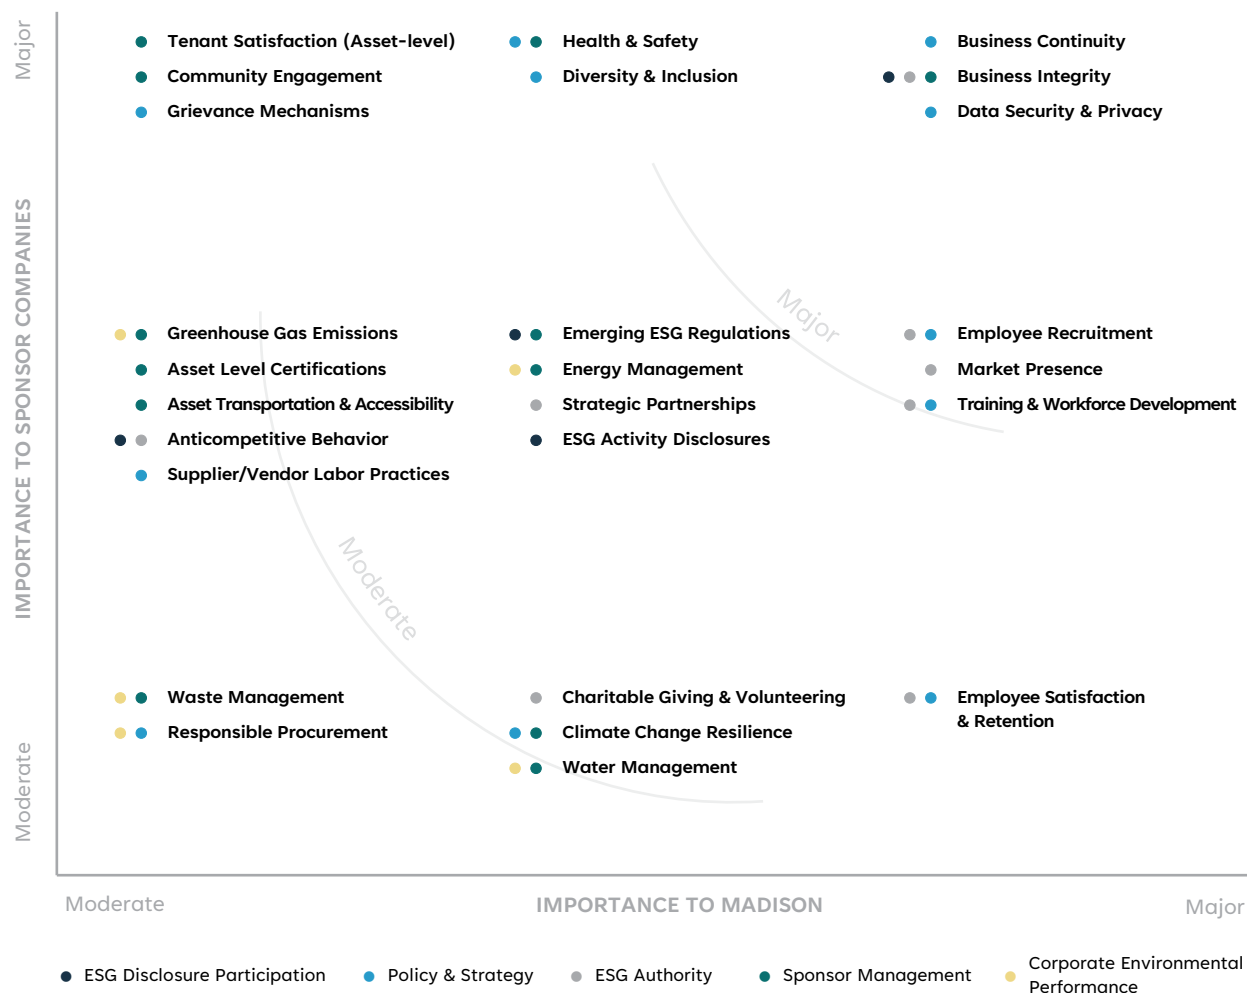 Major
Tenant Satisfaction (Asset-level)
Community Engagement
Grievance Mechanisms
Health & Safety
Diversity & Inclusion
Business Continuity
Business Integrity
Data Security & Privacy
IMPORTANCE TO SPONSOR COMPANIES
Major
Greenhouse Gas Emissions
Asset Level Certifications
Asset Transportation & Accessibility
Anticompetitive Behavior
Supplier/Vendor Labor Practices
Emerging ESG Regulations
Energy Management
Strategic Partnerships
ESG Activity Disclosures
Employee Recruitment
Market Presence
Training & Workforce Development
Moderate
Waste Management
Responsible Procurement
Charitable Giving & Volunteering
Climate Change Resilience
Water Management
Employee Satisfaction
& Retention
Moderate
Moderate
IMPORTANCE TO MADISON
Major
ESG Disclosure Participation
Policy & Strategy
ESG Authority
Sponsor Management
Corporate Environmental
Performance